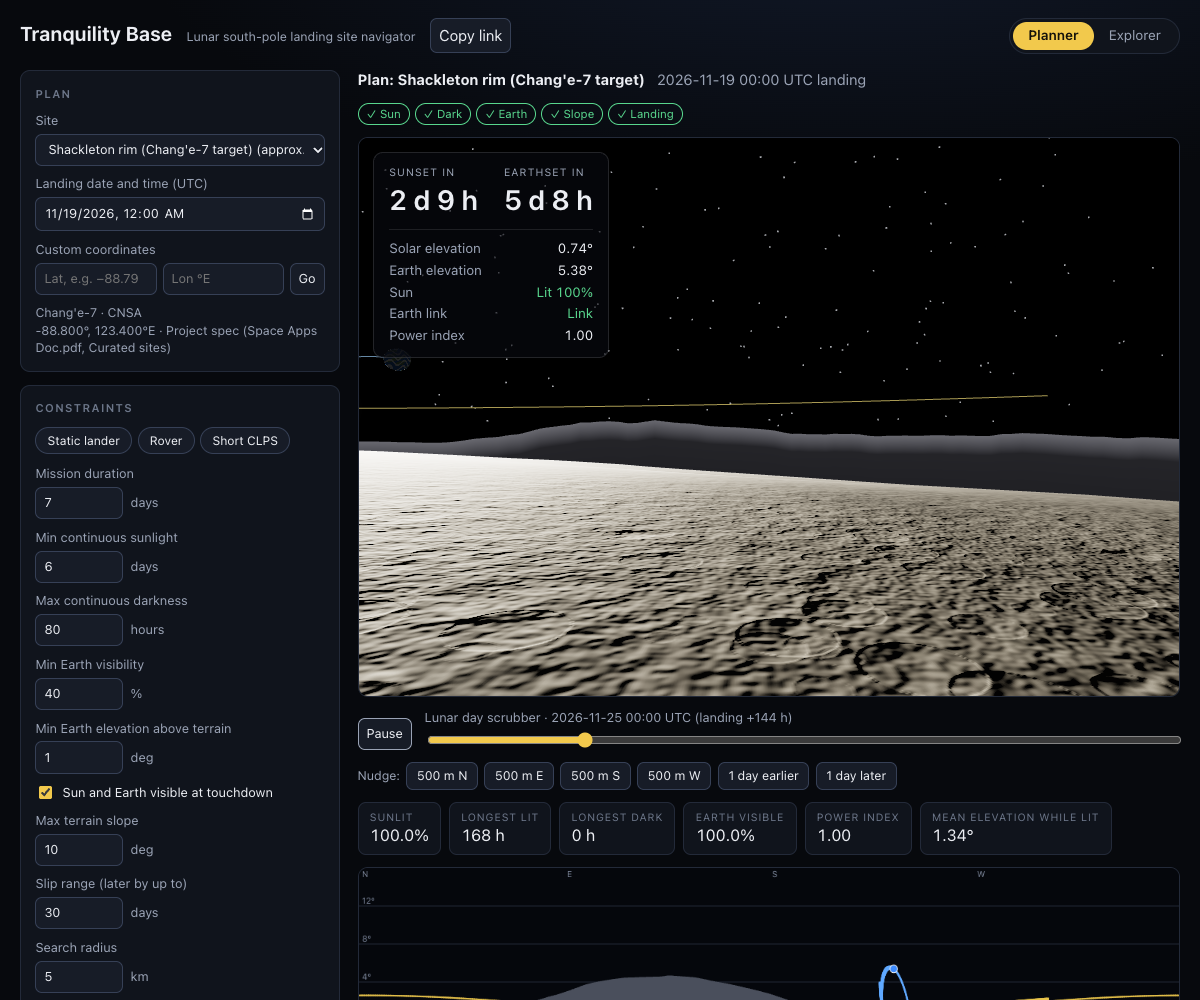 Tranquility Base
Lunar south-pole landing site navigator
Copy link
Planner
Explorer
PLAN
Site
Shackleton rim (Chang'e-7 target) (approx.
Landing date and time (UTC)
11/19/2026, 12:00 AM
Custom coordinates
Lat, e.g. −88.79
Lon °E
Go
Chang'e-7 · CNSA
-88.800°, 123.400°E · Project spec (Space Apps
Doc.pdf, Curated sites)
CONSTRAINTS
Static lander
Rover
Short CLPS
Mission duration
7 days
Min continuous sunlight
6 days
Max continuous darkness
80 hours
Min Earth visibility
40 %
Min Earth elevation above terrain
1 deg
Sun and Earth visible at touchdown
Max terrain slope
10 deg
Slip range (later by up to)
30 days
Search radius
5 km
Plan: Shackleton rim (Chang'e-7 target) 2026-11-19 00:00 UTC landing
✓ Sun
✓ Dark
✓ Earth
✓ Slope
✓ Landing
SUNSET IN
2 d 9 h
EARTHSET IN
5 d 8 h
Solar elevation 0.74°
Earth elevation 5.38°
Sun Lit 100%
Earth link Link
Power index 1.00
Pause
Lunar day scrubber · 2026-11-25 00:00 UTC (landing +144 h)
Nudge:
500 m N
500 m E
500 m S
500 m W
1 day earlier
1 day later
SUNLIT
100.0%
LONGEST LIT
168 h
LONGEST DARK
0 h
EARTH VISIBLE
100.0%
POWER INDEX
1.00
MEAN ELEVATION WHILE LIT
1.34°
N E S W
12°
8°
4°